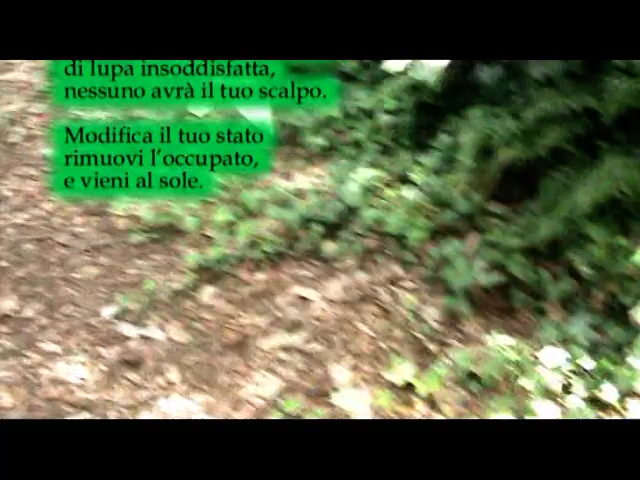 di lupa insoddisfatta,
nessuno avrà il tuo scalpo.
Modifica il tuo stato
rimuovi l'occupato,
e vieni al sole.